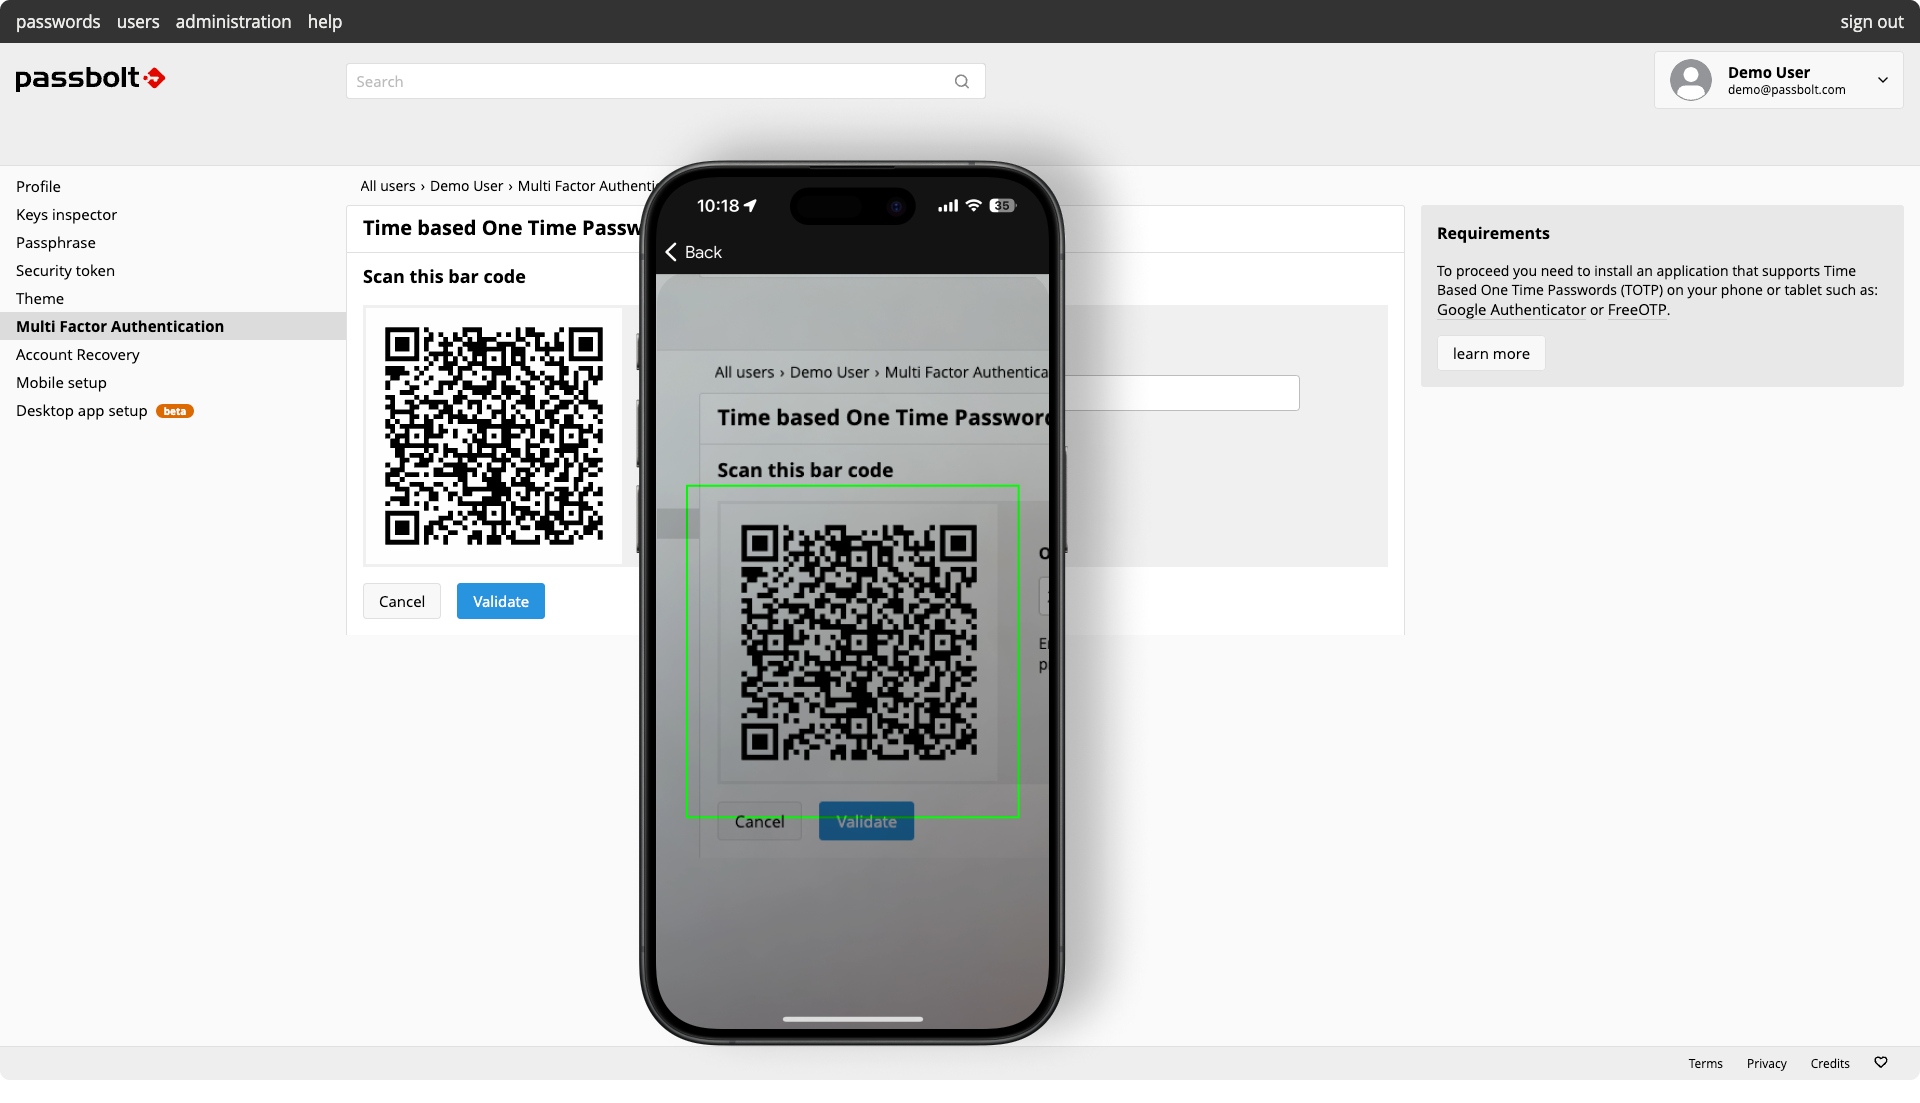 passwords users administration help sign out
passbolt
Search
Demo User
demo@passbolt.com
Profile
Keys inspector
Passphrase
Security token
Theme
Multi Factor Authentication
Account Recovery
Mobile setup
Desktop app setup beta
All users › Demo User › Multi Factor Authentic
Time based One Time Passw
Scan this bar code
Cancel Validate
10:18 35
Back
All users › Demo User › Multi Factor Authentica
Time based One Time Password
Scan this bar code
O
E
p
Cancel Validate
Requirements
To proceed you need to install an application that supports Time
Based One Time Passwords (TOTP) on your phone or tablet such as:
Google Authenticator or FreeOTP.
learn more
Terms Privacy Credits